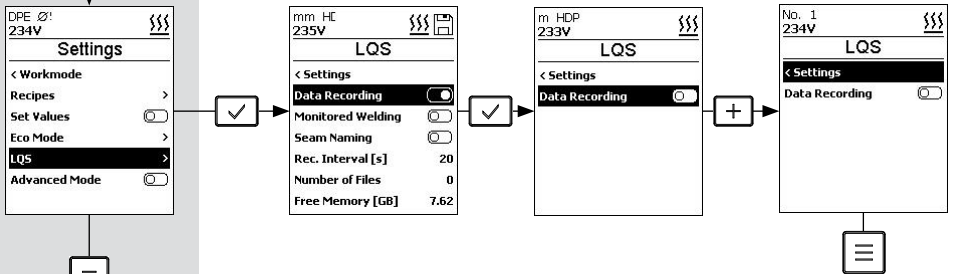 DPE Ø!
234V
Settings
< Workmode
Recipes >
Set Values
Eco Mode >
LQS >
Advanced Mode
mm HD
235V
LQS
< Settings
Data Recording
Monitored Welding
Seam Naming
Rec. Interval [s] 20
Number of Files 0
Free Memory [GB] 7.62
m HDP
233V
LQS
< Settings
Data Recording
No. 1
234V
LQS
< Settings
Data Recording